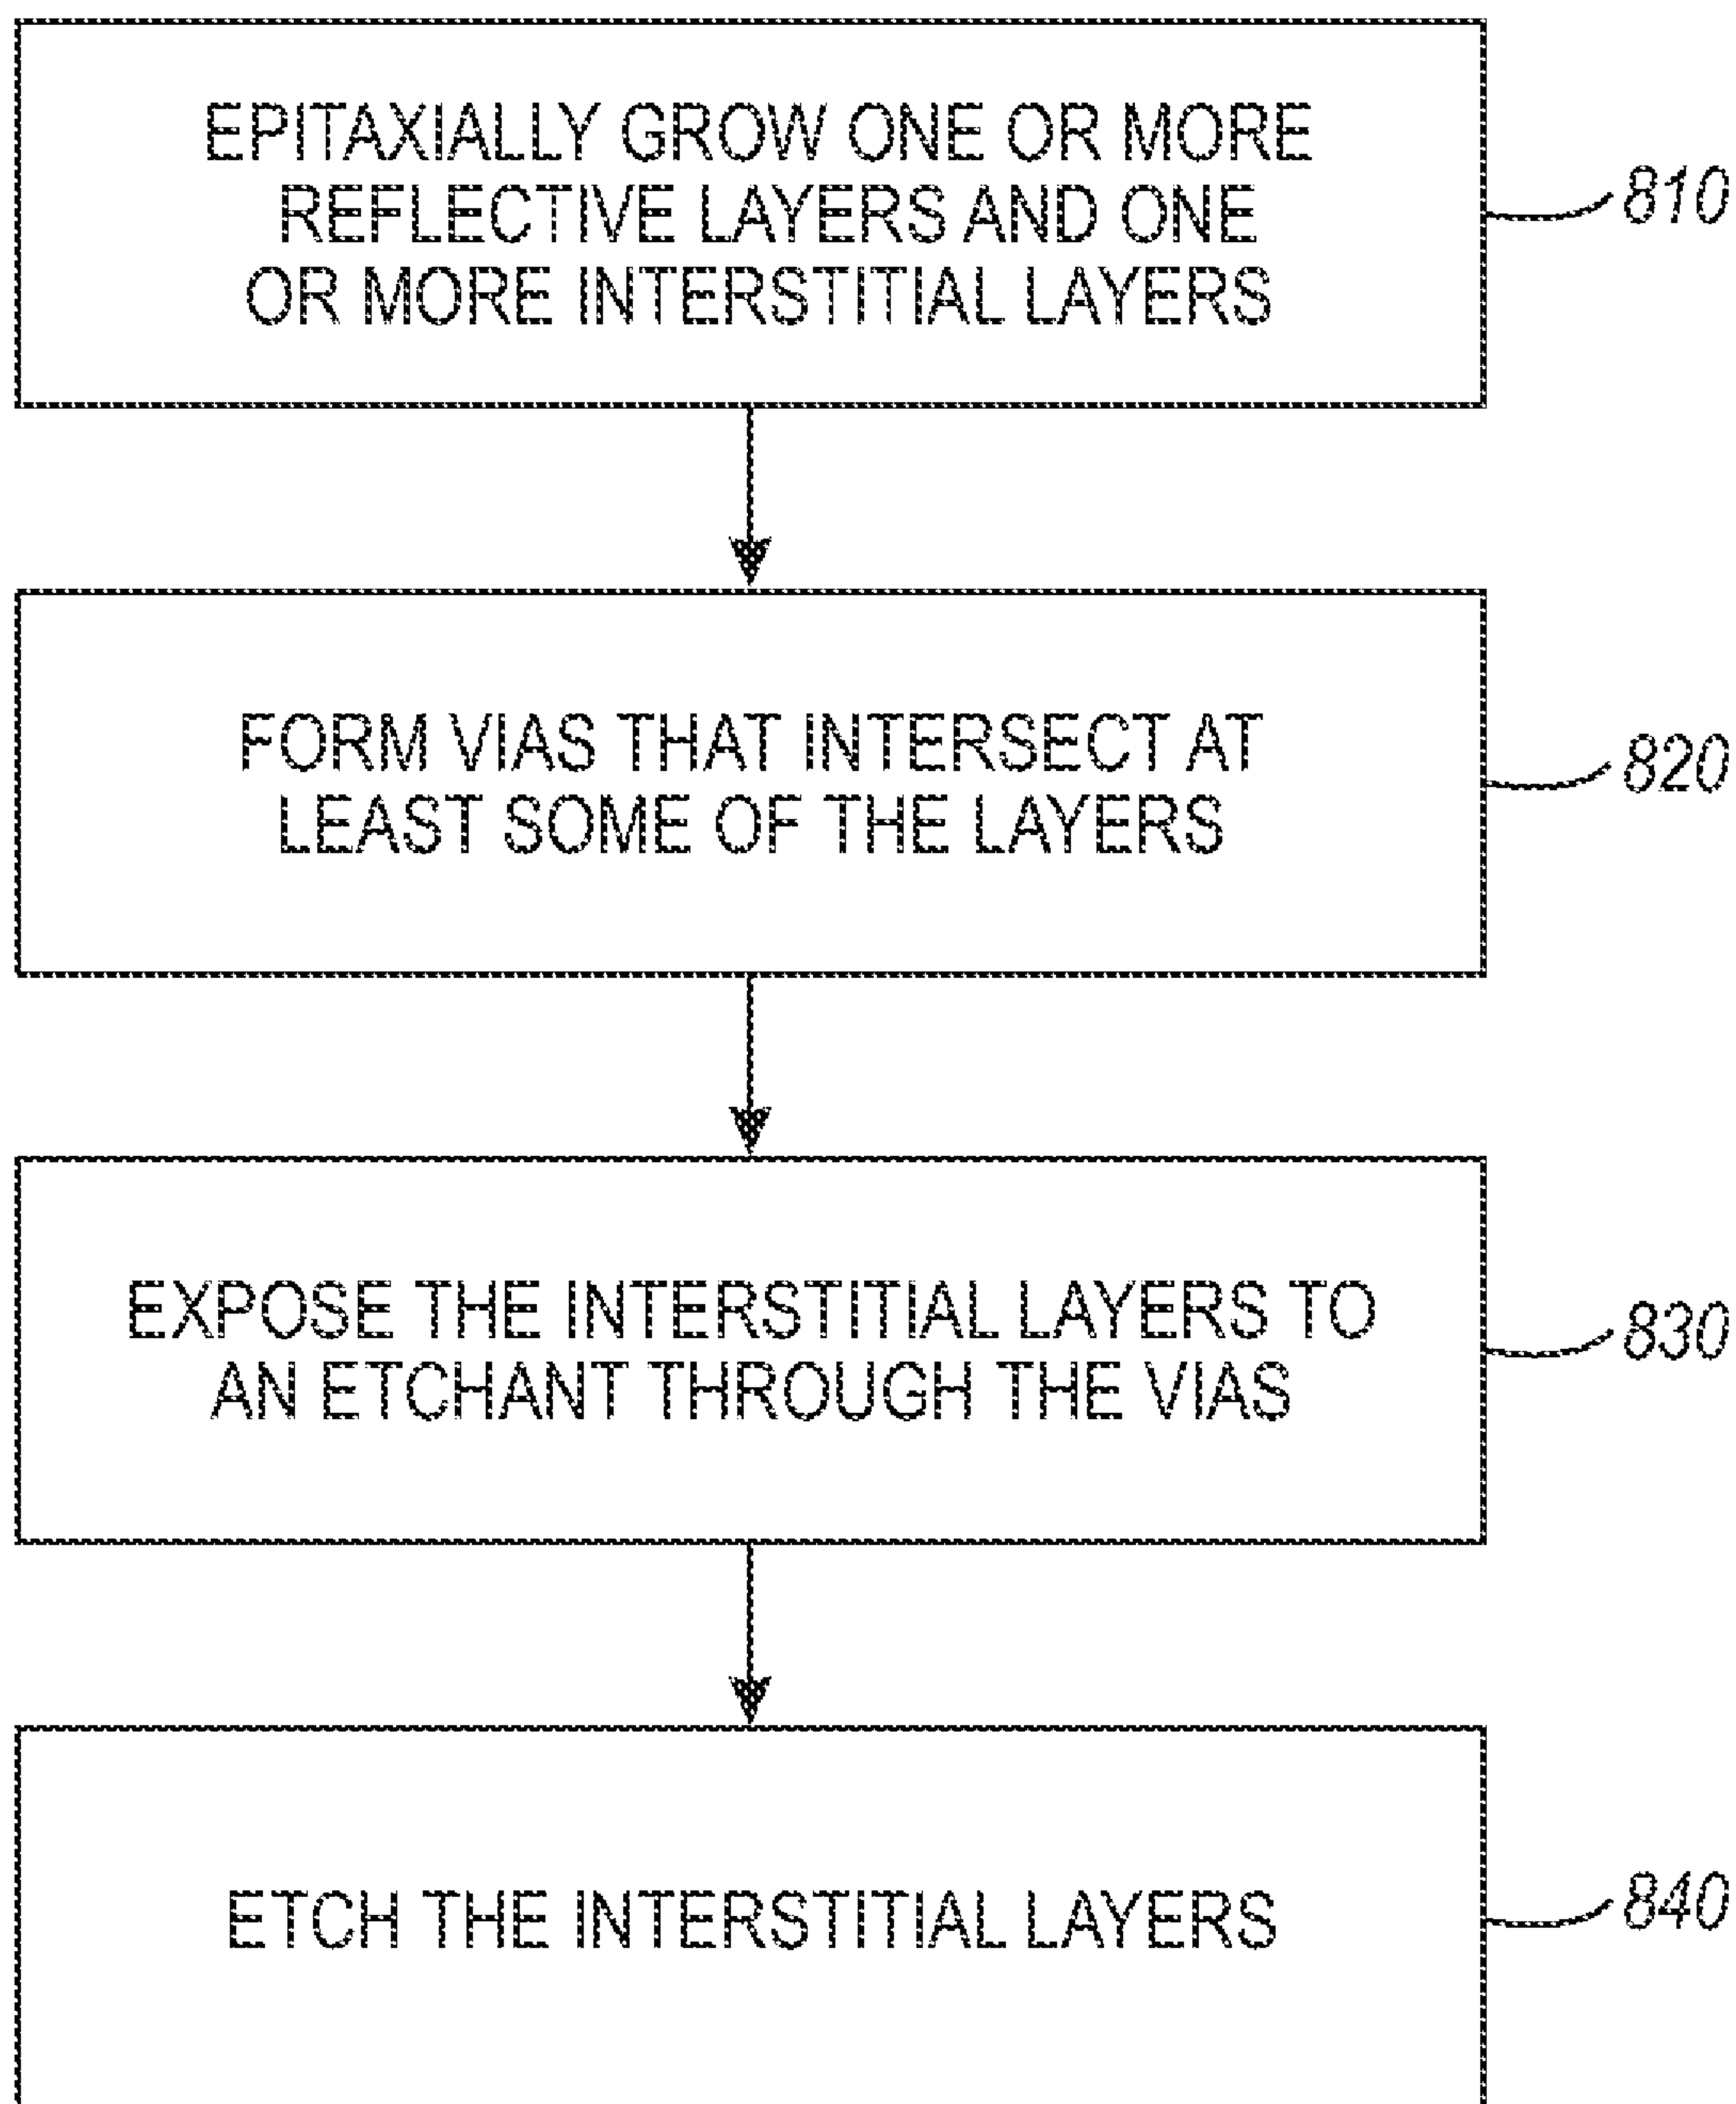 EPITAXIALLY GROW ONE OR MORE
REFLECTIVE LAYERS AND ONE
OR MORE INTERSTITIAL LAYERS
810
FORM VIAS THAT INTERSECT AT
LEAST SOME OF THE LAYERS
820
EXPOSE THE INTERSTITIAL LAYERS TO
AN ETCHANT THROUGH THE VIAS
830
ETCH THE INTERSTITIAL LAYERS
840